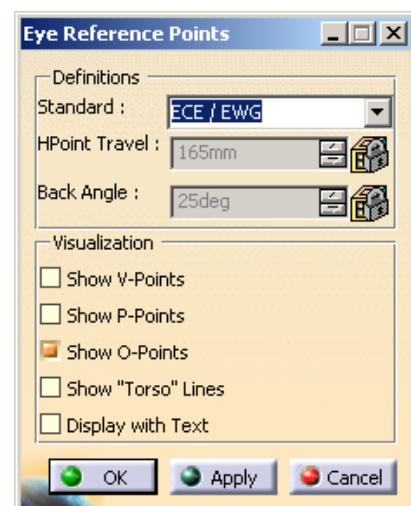 Eye Reference Points
Definitions
Standard : ECE / EWG
HPoint Travel : 165mm
Back Angle : 25deg
Visualization
Show V-Points
Show P-Points
Show O-Points
Show "Torso" Lines
Display with Text
OK Apply Cancel